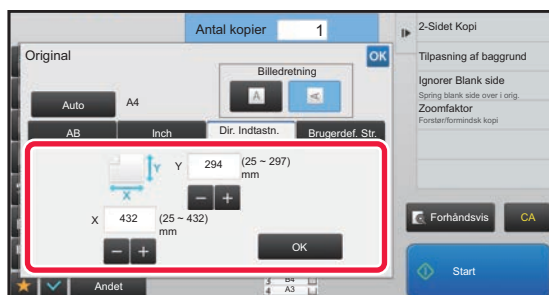 Antal kopier 1
Original
OK
Billedretning
A
A
Auto
A4
AB
Inch
Dir. Indtastn.
Brugerdef. Str.
Y
Y 294 (25 ~ 297)
mm
X
− +
X 432 (25 ~ 432)
mm
− +
OK
Andet
3 B4
4 A3
2-Sidet Kopi
Tilpasning af baggrund
Ignorer Blank side
Spring blank side over i orig.
Zoomfaktor
Forstør/formindsk kopi
Forhåndsvis
CA
Start